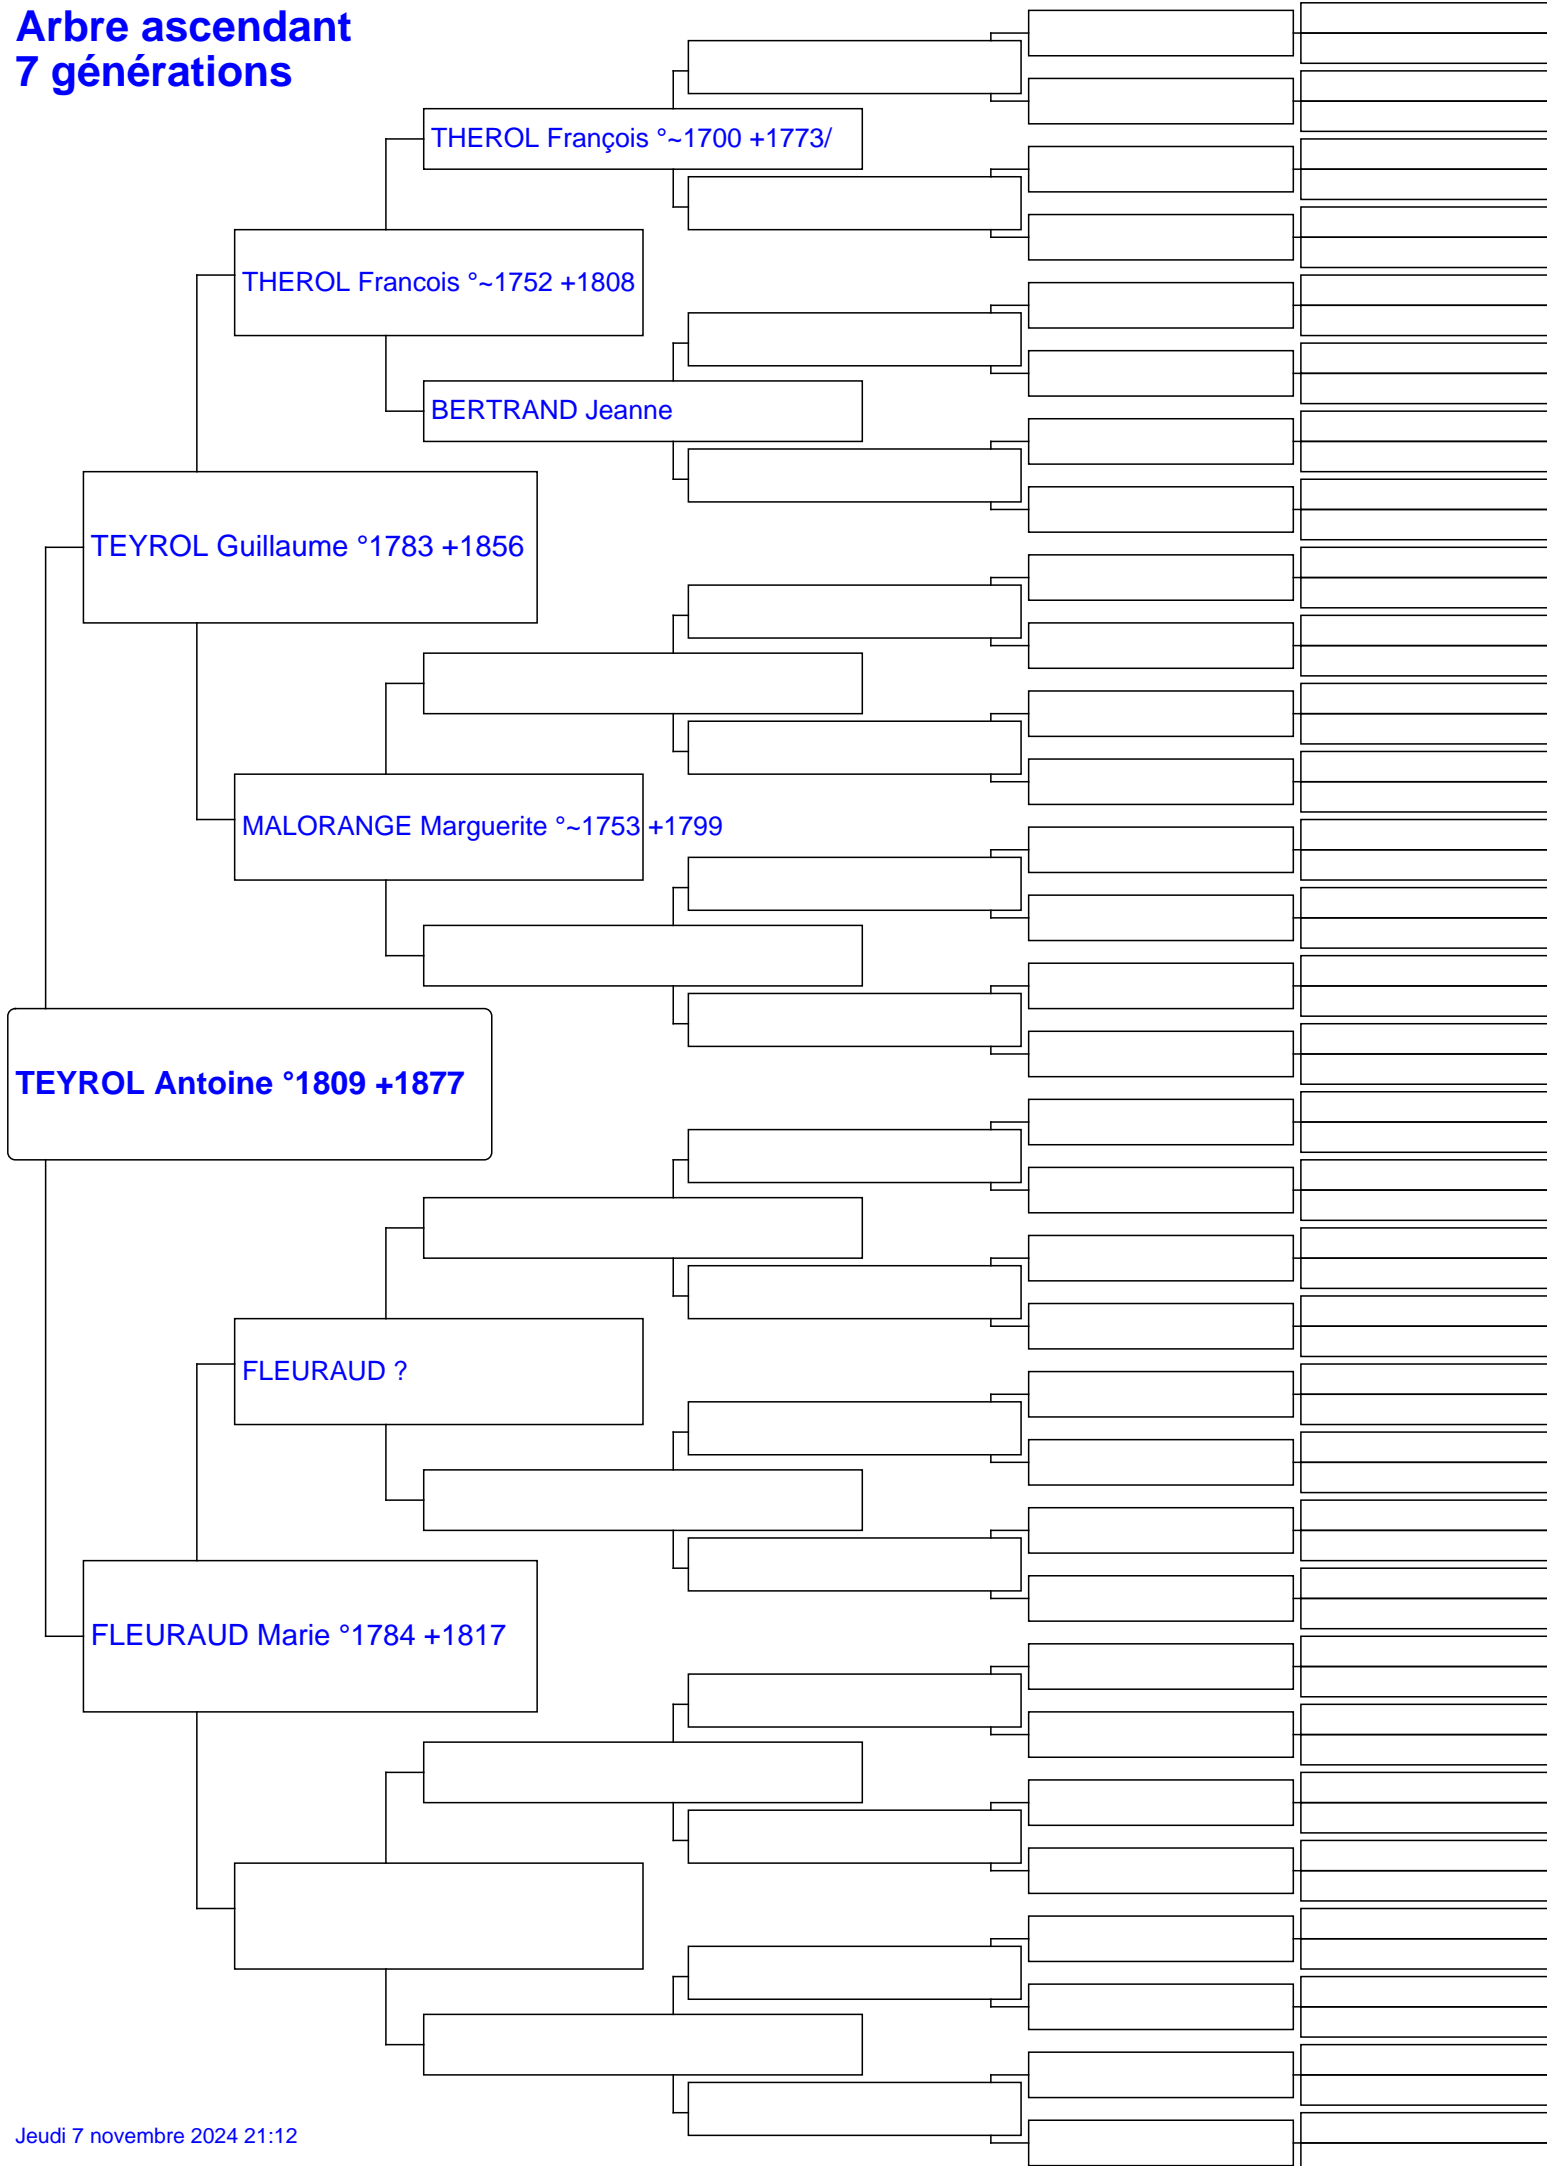 Arbre ascendant
7 générations
THEROL François °~1700 +1773/
THEROL Francois °~1752 +1808
BERTRAND Jeanne
TEYROL Guillaume °1783 +1856
MALORANGE Marguerite °~1753 +1799
TEYROL Antoine °1809 +1877
FLEURAUD ?
FLEURAUD Marie °1784 +1817
Jeudi 7 novembre 2024 21:12